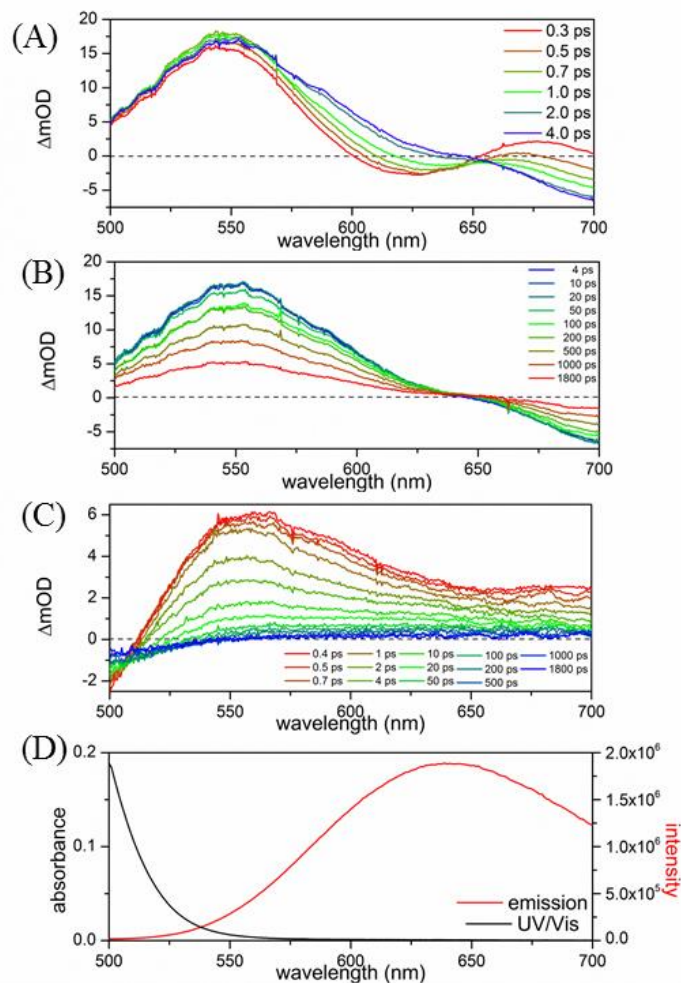 (A)
20
15
10
5
0
-5
ΔmOD
0.3 ps
0.5 ps
0.7 ps
1.0 ps
2.0 ps
4.0 ps
500 550 600 650 700
wavelength (nm)
(B)
20
15
10
5
0
-5
ΔmOD
4 ps
10 ps
20 ps
50 ps
100 ps
200 ps
500 ps
1000 ps
1800 ps
500 550 600 650 700
wavelength (nm)
(C)
6
4
2
0
-2
ΔmOD
0.4 ps 1 ps 10 ps 100 ps 1000 ps
0.5 ps 2 ps 20 ps 200 ps 1800 ps
0.7 ps 4 ps 50 ps 500 ps
500 550 600 650 700
wavelength (nm)
(D)
0.2
0.1
0.0
absorbance
2.0x10⁶
1.5x10⁶
1.0x10⁶
5.0x10⁵
0.0
intensity
emission
UV/Vis
500 550 600 650 700
wavelength (nm)